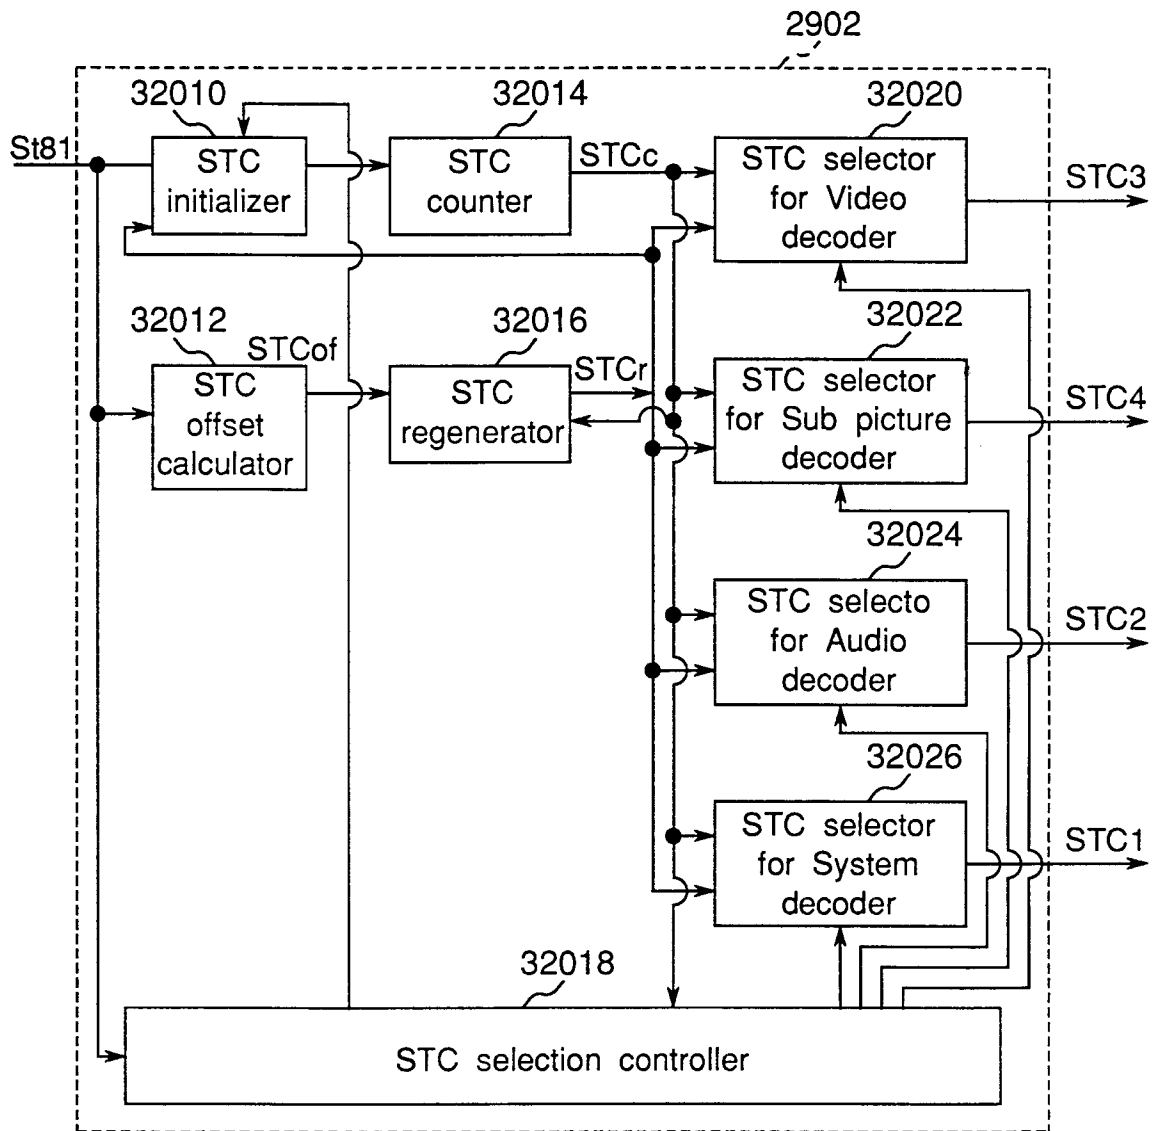 2902
32010
32014
32020
St81
STC
initializer
STC
counter
STCc
STC selector
for Video
decoder
STC3
32012
STCof
32016
STCr
32022
STC
offset
calculator
STC
regenerator
STC selector
for Sub picture
decoder
STC4
32024
STC selecto
for Audio
decoder
STC2
32026
STC selector
for System
decoder
STC1
32018
STC selection controller